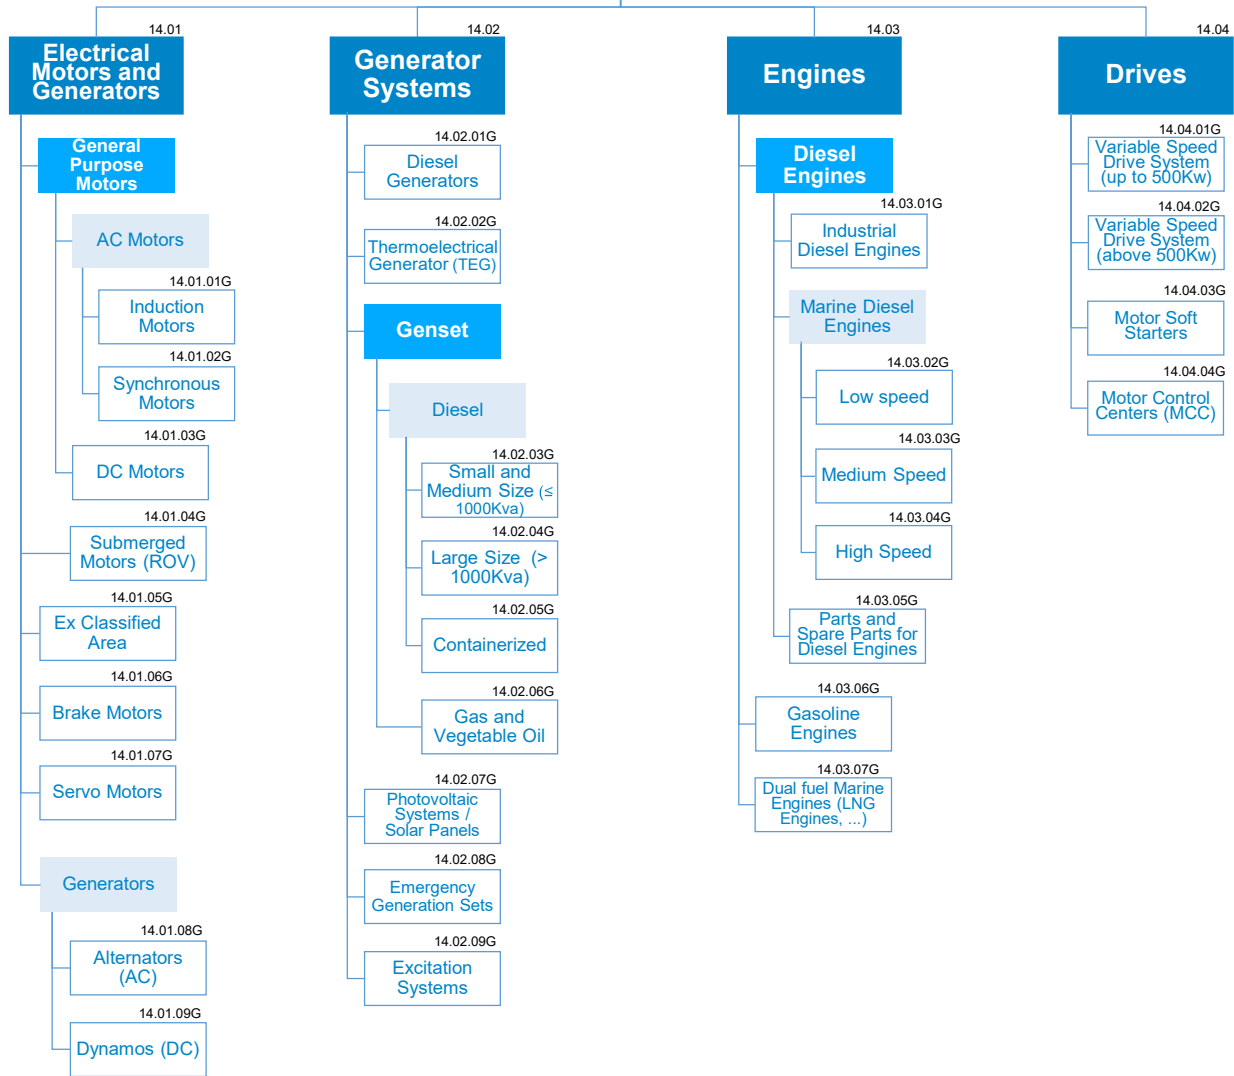 14.01
Electrical
Motors and
Generators
General
Purpose
Motors
AC Motors
14.01.01G
Induction
Motors
14.01.02G
Synchronous
Motors
14.01.03G
DC Motors
14.01.04G
Submerged
Motors (ROV)
14.01.05G
Ex Classified
Area
14.01.06G
Brake Motors
14.01.07G
Servo Motors
Generators
14.01.08G
Alternators
(AC)
14.01.09G
Dynamos (DC)
14.02
Generator
Systems
14.02.01G
Diesel
Generators
14.02.02G
Thermoelectrical
Generator (TEG)
Genset
Diesel
14.02.03G
Small and
Medium Size (≤
1000Kva)
14.02.04G
Large Size (>
1000Kva)
14.02.05G
Containerized
14.02.06G
Gas and
Vegetable Oil
14.02.07G
Photovoltaic
Systems /
Solar Panels
14.02.08G
Emergency
Generation Sets
14.02.09G
Excitation
Systems
14.03
Engines
Diesel
Engines
14.03.01G
Industrial
Diesel Engines
Marine Diesel
Engines
14.03.02G
Low speed
14.03.03G
Medium Speed
14.03.04G
High Speed
14.03.05G
Parts and
Spare Parts for
Diesel Engines
14.03.06G
Gasoline
Engines
14.03.07G
Dual fuel Marine
Engines (LNG
Engines, ...)
14.04
Drives
14.04.01G
Variable Speed
Drive System
(up to 500Kw)
14.04.02G
Variable Speed
Drive System
(above 500Kw)
14.04.03G
Motor Soft
Starters
14.04.04G
Motor Control
Centers (MCC)